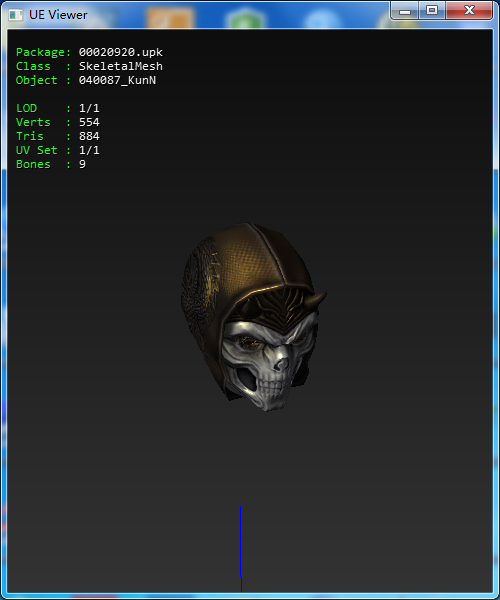 UE Viewer
Package: 00020920.upk
Class : SkeletalMesh
Object : 040087_KunN
LOD : 1/1
Verts : 554
Tris : 884
UV Set : 1/1
Bones : 9